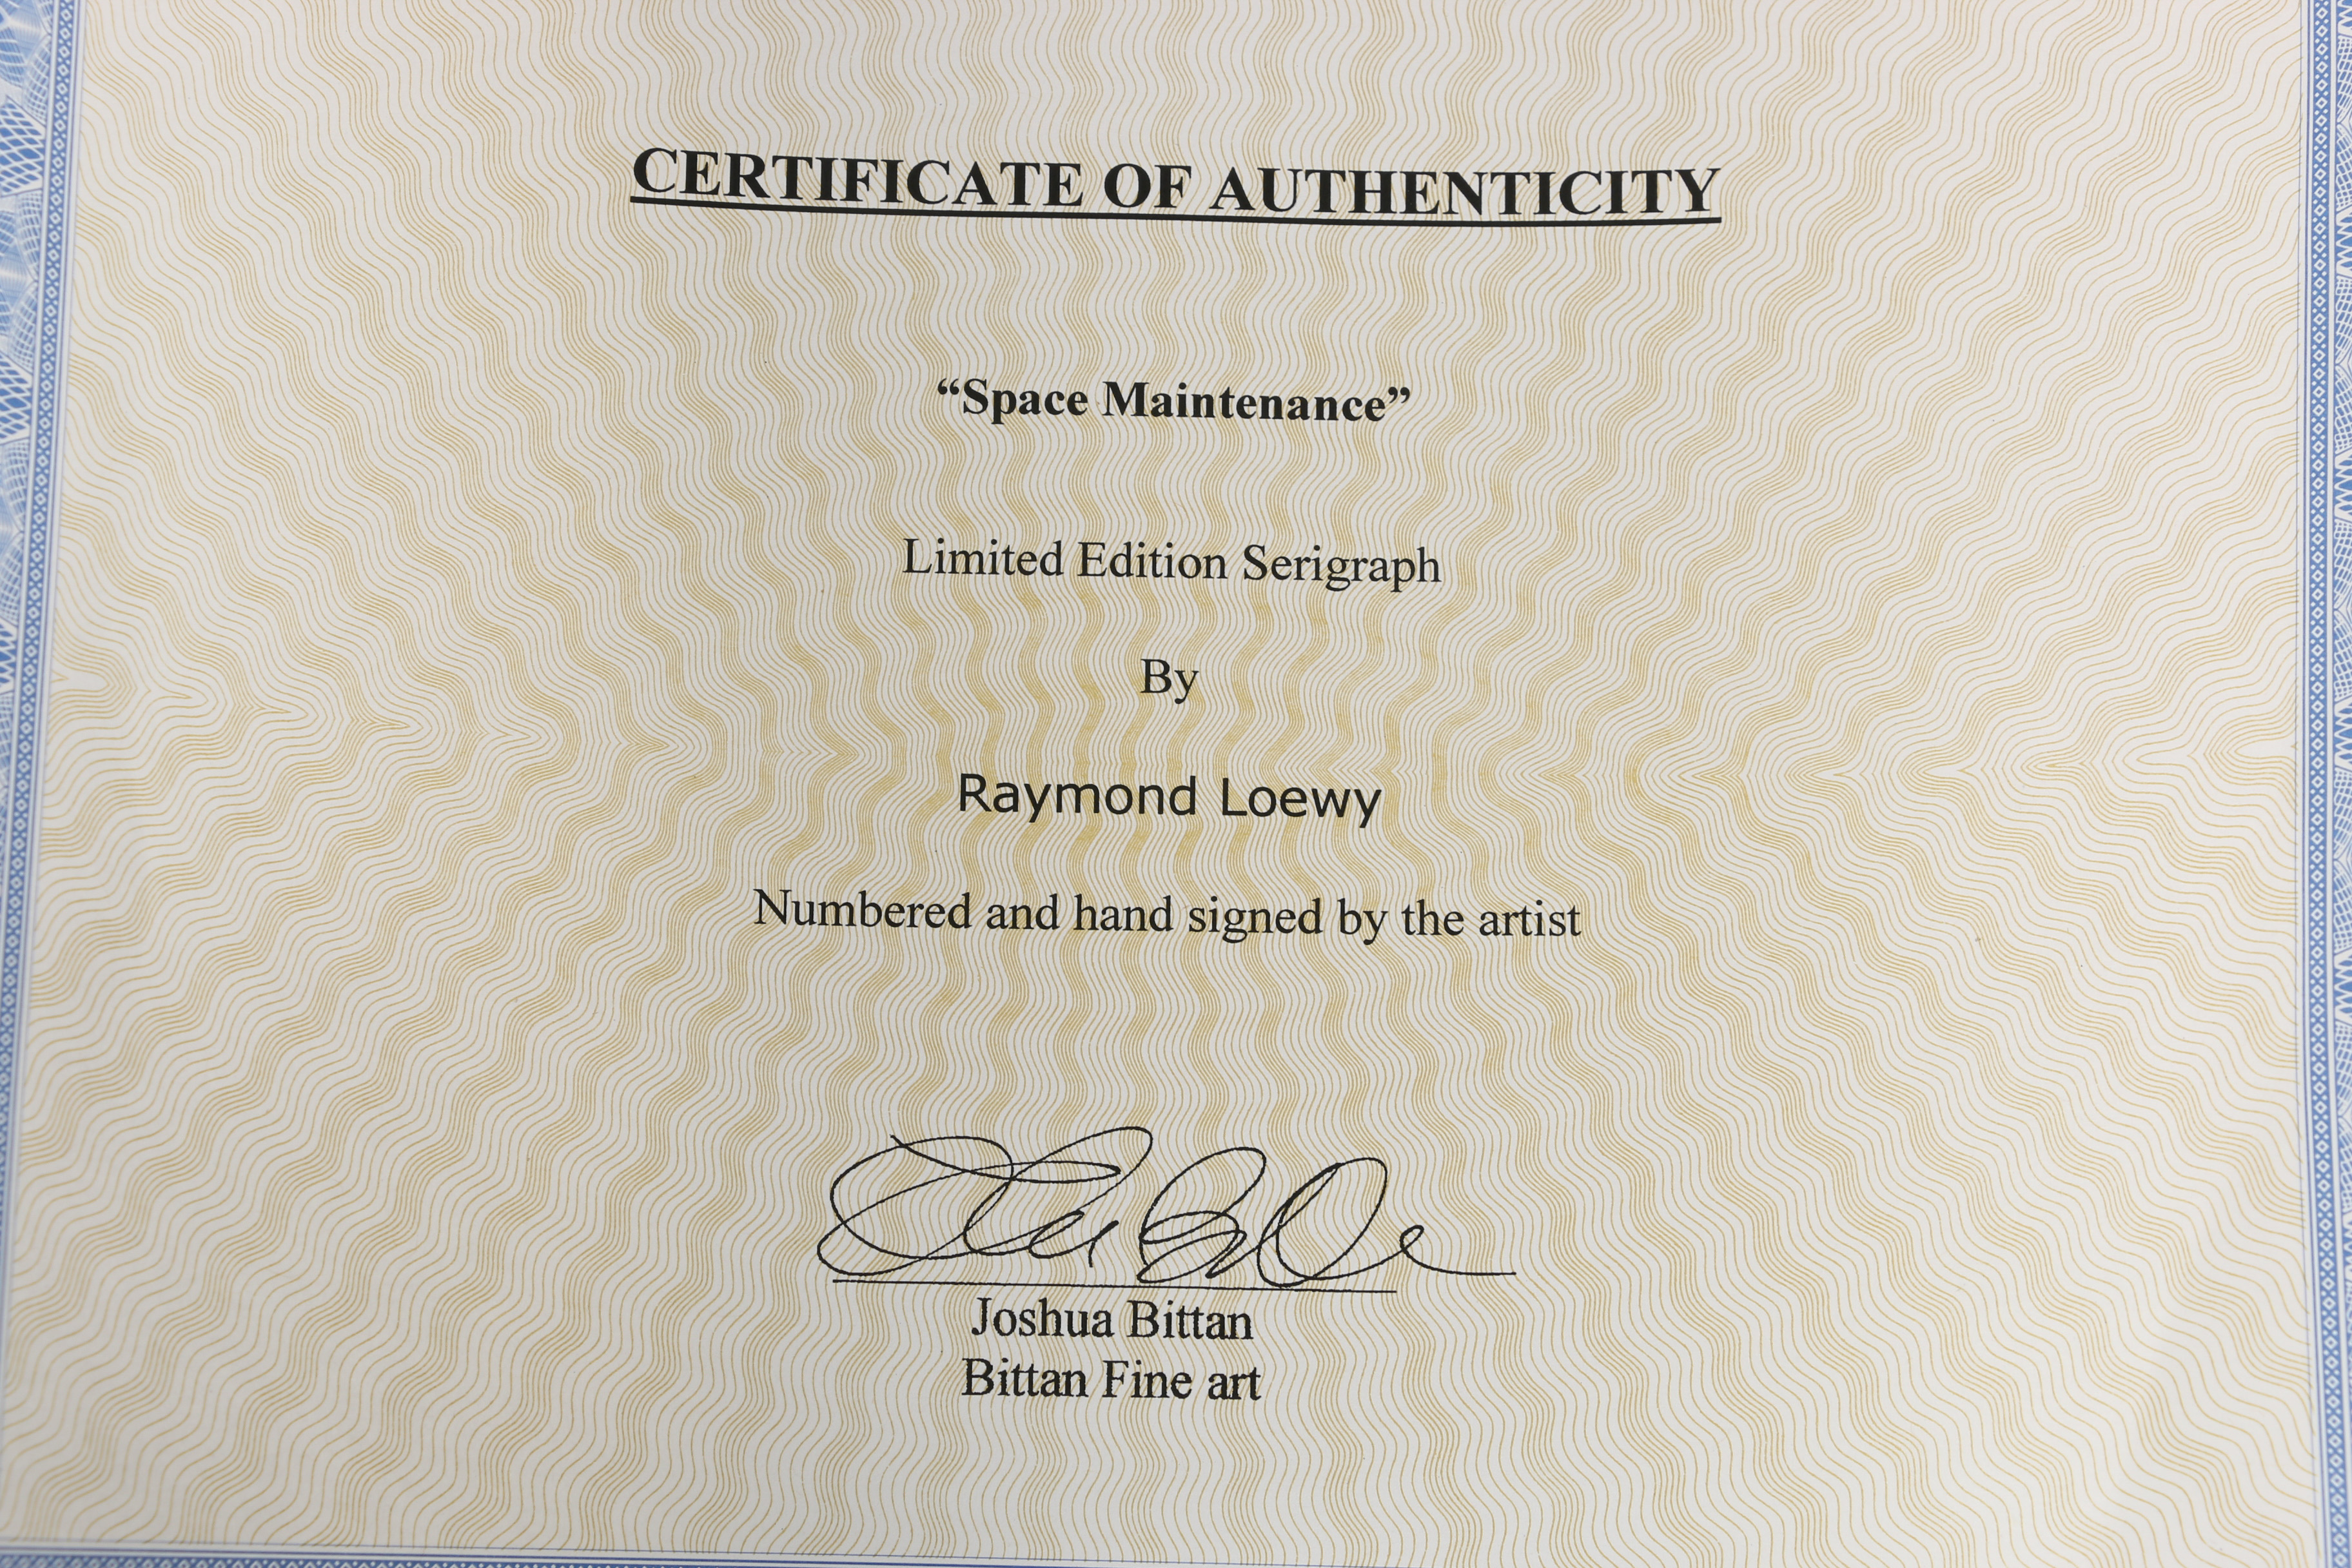 CERTIFICATE OF AUTHENTICITY
“Space Maintenance”
Limited Edition Serigraph
By
Raymond Loewy
Numbered and hand signed by the artist
Joshua Bittan
Bittan Fine art